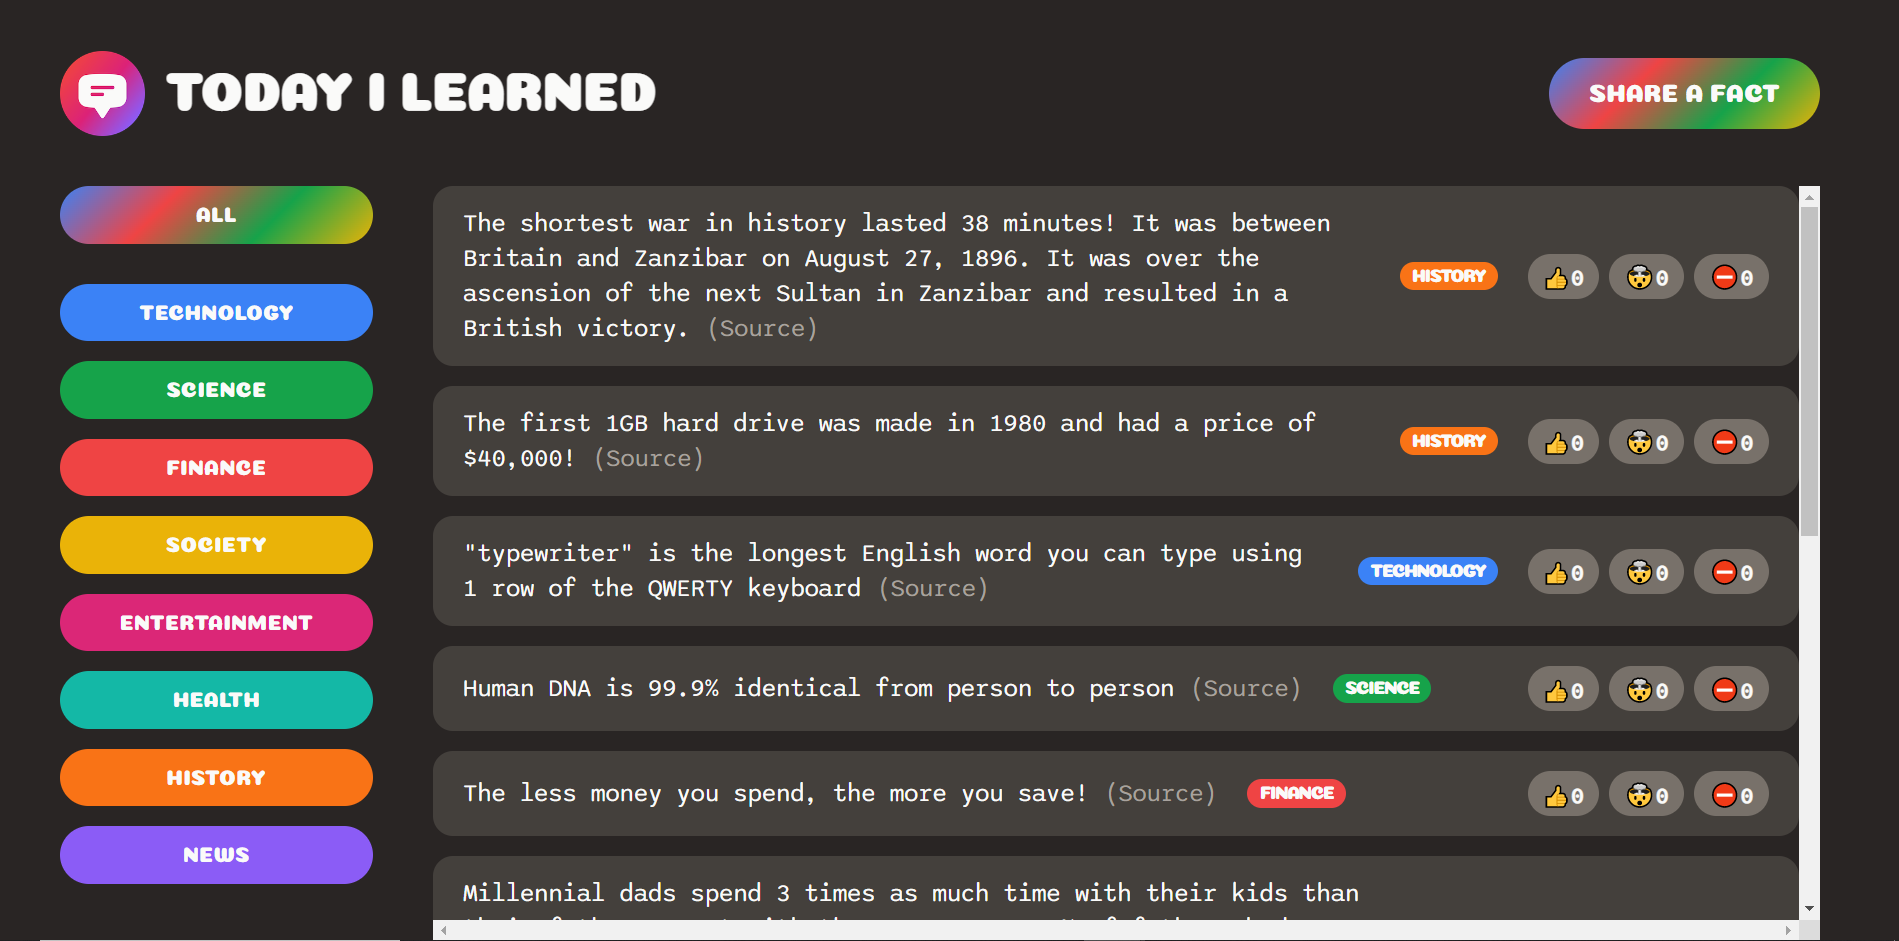 TODAY I LEARNED
SHARE A FACT
ALL
TECHNOLOGY
SCIENCE
FINANCE
SOCIETY
ENTERTAINMENT
HEALTH
HISTORY
NEWS
The shortest war in history lasted 38 minutes! It was between
Britain and Zanzibar on August 27, 1896. It was over the
ascension of the next Sultan in Zanzibar and resulted in a
British victory. (Source)
HISTORY
👍0 🤯0 ⛔0
The first 1GB hard drive was made in 1980 and had a price of
$40,000! (Source)
HISTORY
👍0 🤯0 ⛔0
"typewriter" is the longest English word you can type using
1 row of the QWERTY keyboard (Source)
TECHNOLOGY
👍0 🤯0 ⛔0
Human DNA is 99.9% identical from person to person (Source)
SCIENCE
👍0 🤯0 ⛔0
The less money you spend, the more you save! (Source)
FINANCE
👍0 🤯0 ⛔0
Millennial dads spend 3 times as much time with their kids than